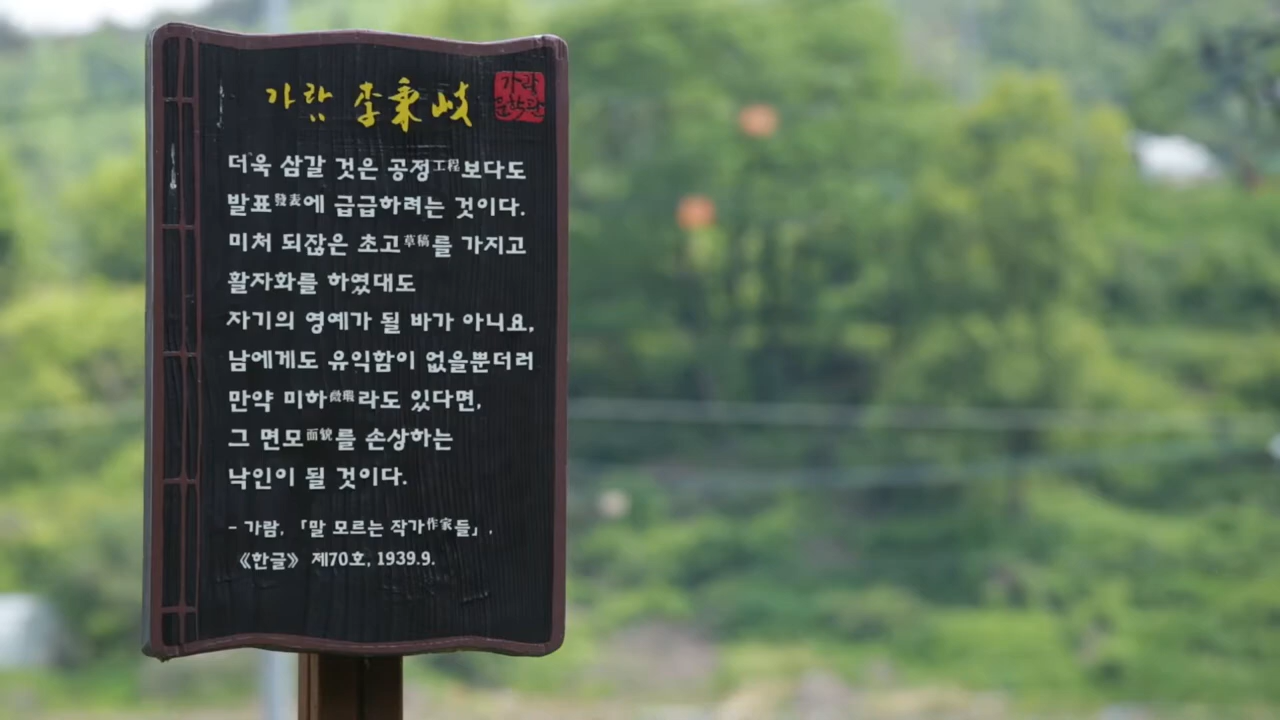 가람 李秉岐
가람
문학관
더욱 삼갈 것은 공정工程보다도
발표發表에 급급하려는 것이다.
미처 되잖은 초고草稿를 가지고
활자화를 하였대도
자기의 영예가 될 바가 아니요,
남에게도 유익함이 없을뿐더러
만약 미하微瑕라도 있다면,
그 면모面貌를 손상하는
낙인이 될 것이다.
- 가람, 「말 모르는 작가作家들」,
《한글》 제70호, 1939.9.